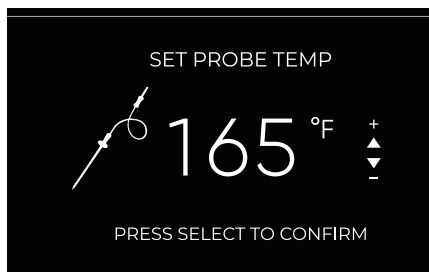 SET PROBE TEMP
165 °F
+
−
PRESS SELECT TO CONFIRM